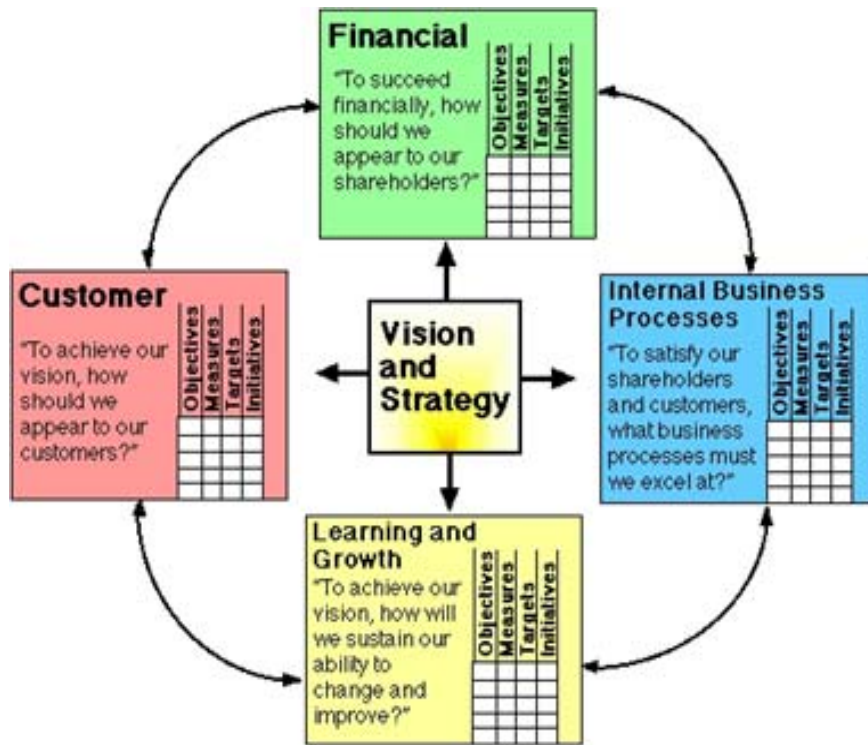 Financial
"To succeed
financially, how
should we
appear to our
shareholders?"
Objectives
Measures
Targets
Initiatives
Customer
"To achieve our
vision, how
should we
appear to our
customers?"
Objectives
Measures
Targets
Initiatives
Vision
and
Strategy
Internal Business
Processes
"To satisfy our
shareholders
and customers,
what business
processes must
we excel at?"
Objectives
Measures
Targets
Initiatives
Learning and
Growth
"To achieve our
vision, how will
we sustain our
ability to
change and
improve?"
Objectives
Measures
Targets
Initiatives